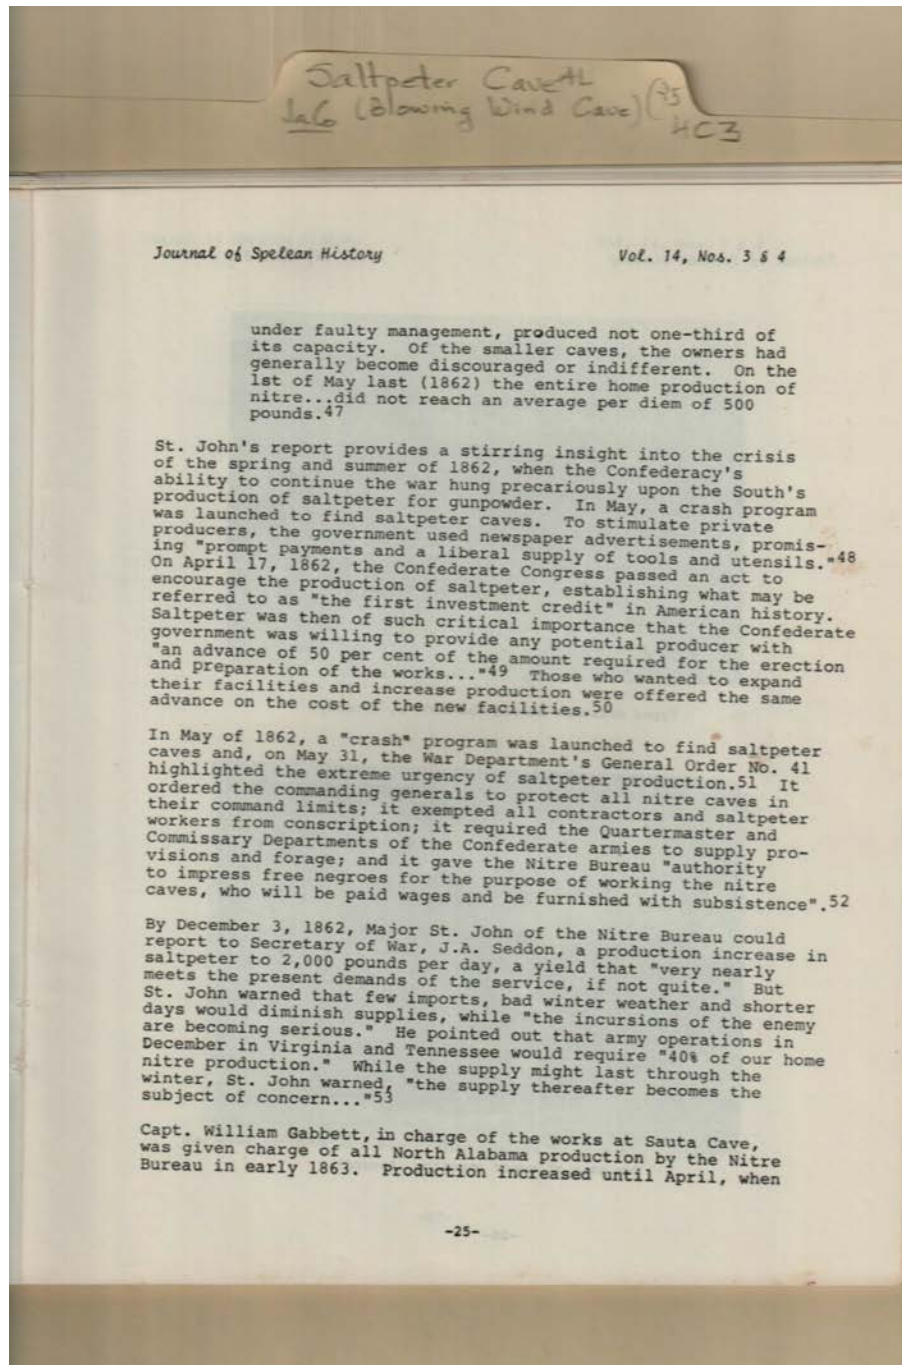 Saltpeter Cave AL
Ja6 (Blowing Wind Cave)
HC3
Journal of Spelean History Vol. 14, Nos. 3 & 4
under faulty management, produced not one-third of
its capacity. Of the smaller caves, the owners had
generally become discouraged or indifferent. On the
1st of May last (1862) the entire home production of
nitre...did not reach an average per diem of 500
pounds.47
St. John's report provides a stirring insight into the crisis
of the spring and summer of 1862, when the Confederacy's
ability to continue the war hung precariously upon the South's
production of saltpeter for gunpowder. In May, a crash program
was launched to find saltpeter caves. To stimulate private
producers, the government used newspaper advertisements, promis-
ing "prompt payments and a liberal supply of tools and utensils."48
On April 17, 1862, the Confederate Congress passed an act to
encourage the production of saltpeter, establishing what may be
referred to as "the first investment credit" in American history.
Saltpeter was then of such critical importance that the Confederate
government was willing to provide any potential producer with
"an advance of 50 per cent of the amount required for the erection
and preparation of the works..."49 Those who wanted to expand
their facilities and increase production were offered the same
advance on the cost of the new facilities.50
In May of 1862, a "crash" program was launched to find saltpeter
caves and, on May 31, the War Department's General Order No. 41
highlighted the extreme urgency of saltpeter production.51 It
ordered the commanding generals to protect all nitre caves in
their command limits; it exempted all contractors and saltpeter
workers from conscription; it required the Quartermaster and
Commissary Departments of the Confederate armies to supply pro-
visions and forage; and it gave the Nitre Bureau "authority
to impress free negroes for the purpose of working the nitre
caves, who will be paid wages and be furnished with subsistence".52
By December 3, 1862, Major St. John of the Nitre Bureau could
report to Secretary of War, J.A. Seddon, a production increase in
saltpeter to 2,000 pounds per day, a yield that "very nearly
meets the present demands of the service, if not quite." But
St. John warned that few imports, bad winter weather and shorter
days would diminish supplies, while "the incursions of the enemy
are becoming serious." He pointed out that army operations in
December in Virginia and Tennessee would require "40% of our home
nitre production." While the supply might last through the
winter, St. John warned, "the supply thereafter becomes the
subject of concern..."53
Capt. William Gabbett, in charge of the works at Sauta Cave,
was given charge of all North Alabama production by the Nitre
Bureau in early 1863. Production increased until April, when
-25-